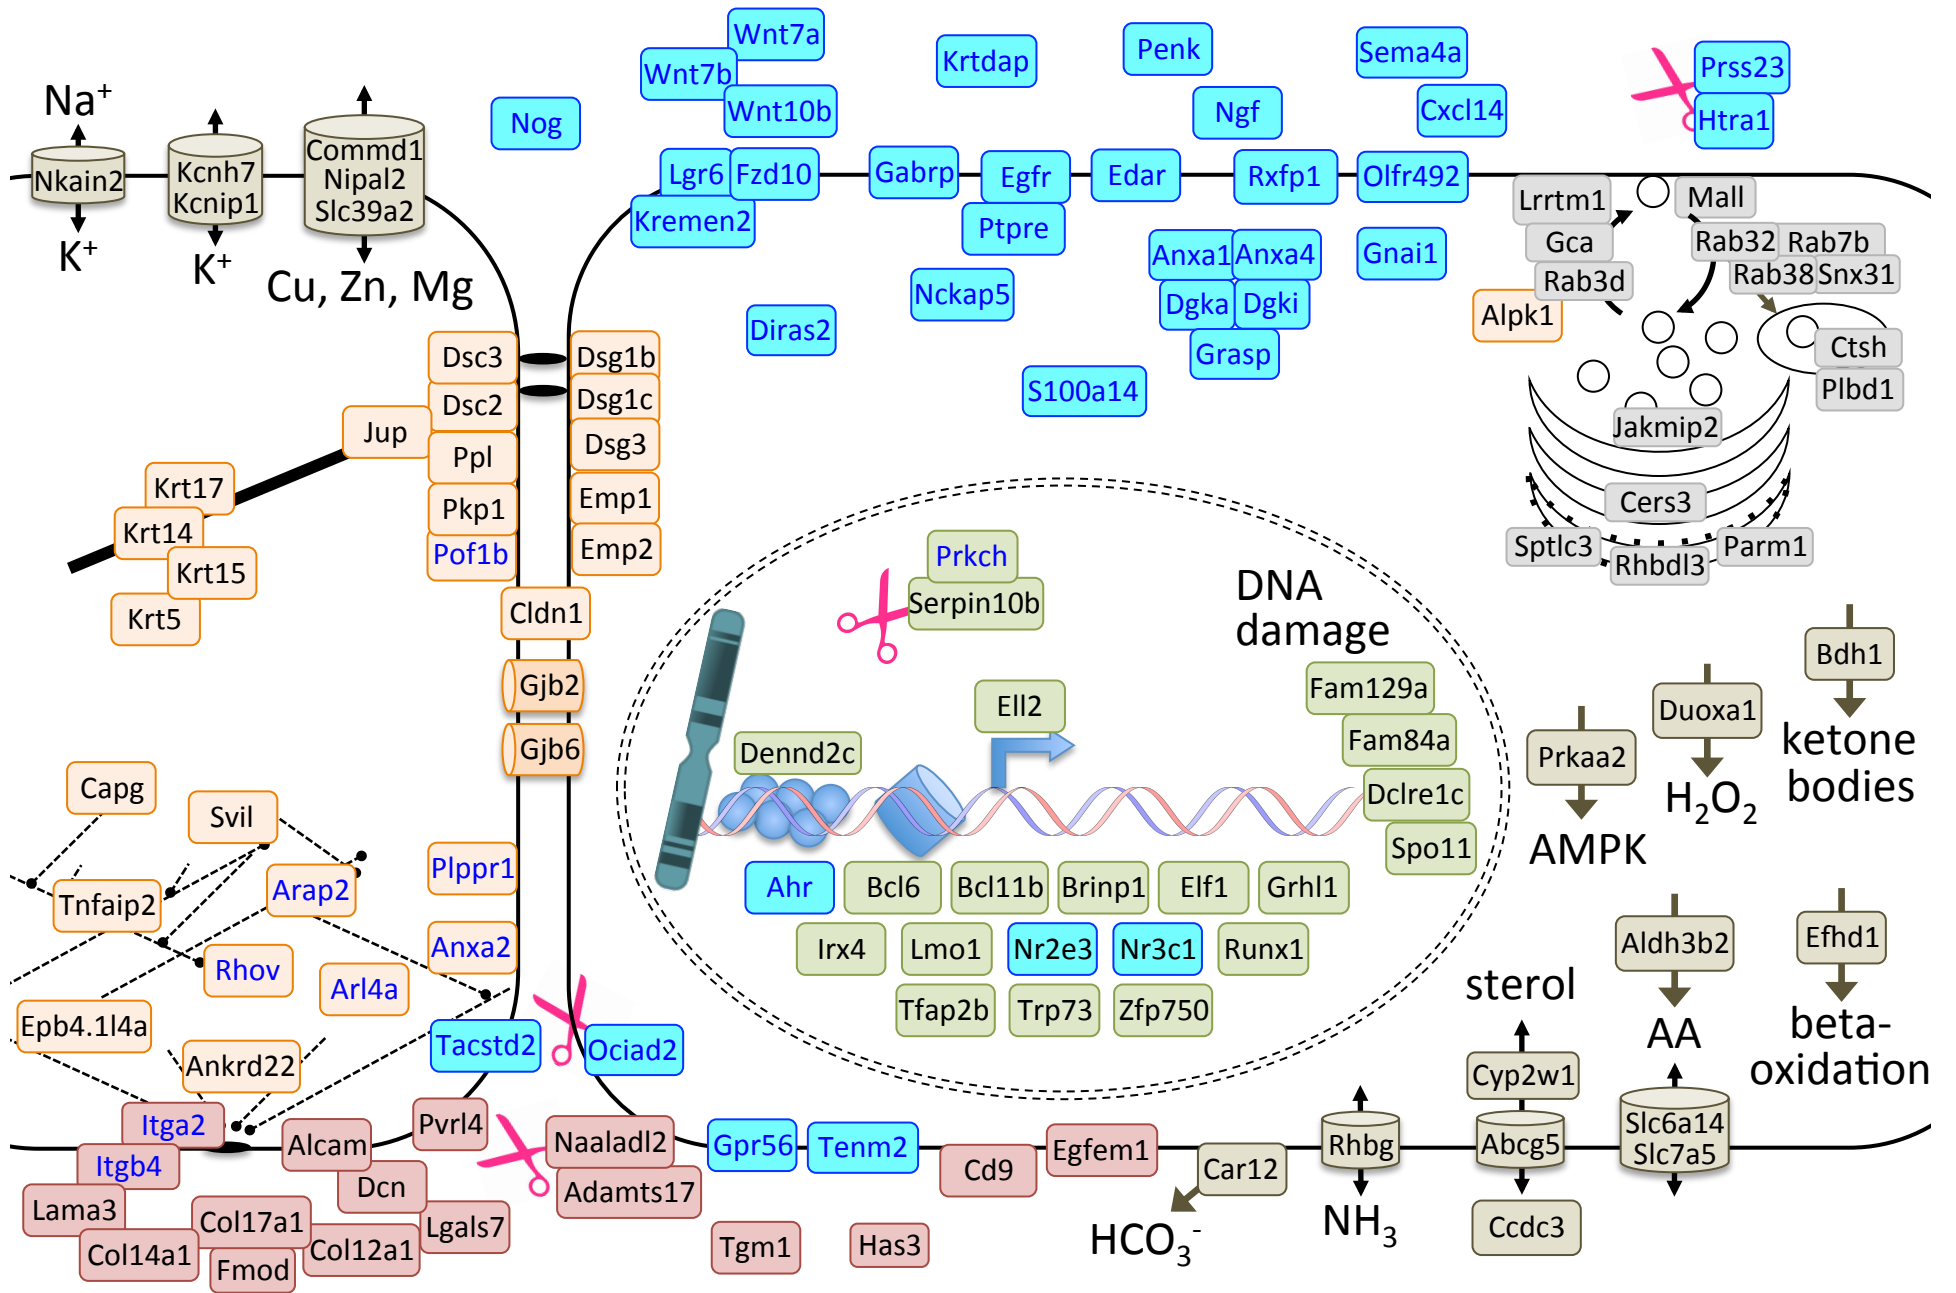 Na+
Nkain2
K+
Kcnh7
Kcnip1
K+
Commd1
Nipal2
Slc39a2
Cu, Zn, Mg
Nog
Wnt7a
Wnt7b
Wnt10b
Lgr6
Fzd10
Kremen2
Krtdap
Penk
Ngf
Sema4a
Cxcl14
Prss23
Htra1
Gabrp
Egfr
Ptpre
Edar
Rxfp1
Olfr492
Anxa1
Anxa4
Gnai1
Dgka
Dgki
Grasp
Nckap5
Diras2
S100a14
Lrrtm1
Gca
Rab3d
Alpk1
Mall
Rab32
Rab7b
Rab38
Snx31
Ctsh
Plbd1
Jakmip2
Cers3
Sptlc3
Rhbdl3
Parm1
Dsc3
Dsc2
Jup
Ppl
Pkp1
Pof1b
Dsg1b
Dsg1c
Dsg3
Emp1
Emp2
Krt17
Krt14
Krt15
Krt5
Cldn1
Gjb2
Gjb6
Prkch
Serpin10b
DNA
damage
Fam129a
Fam84a
Dclre1c
Spo11
Ell2
Dennd2c
Ahr
Bcl6
Bcl11b
Brinp1
Elf1
Grhl1
Irx4
Lmo1
Nr2e3
Nr3c1
Runx1
Tfap2b
Trp73
Zfp750
Bdh1
ketone
bodies
Duoxa1
H2O2
Prkaa2
AMPK
Capg
Svil
Tnfaip2
Arap2
Rhov
Arl4a
Epb4.1l4a
Ankrd22
Plppr1
Anxa2
Tacstd2
Ociad2
Aldh3b2
AA
Efhd1
beta-
oxidation
sterol
Cyp2w1
Abcg5
Ccdc3
Slc6a14
Slc7a5
Itga2
Itgb4
Alcam
Pvrl4
Naaladl2
Adamts17
Gpr56
Tenm2
Cd9
Egfem1
Car12
HCO3-
Rhbg
NH3
Lama3
Col14a1
Col17a1
Fmod
Dcn
Col12a1
Lgals7
Tgm1
Has3